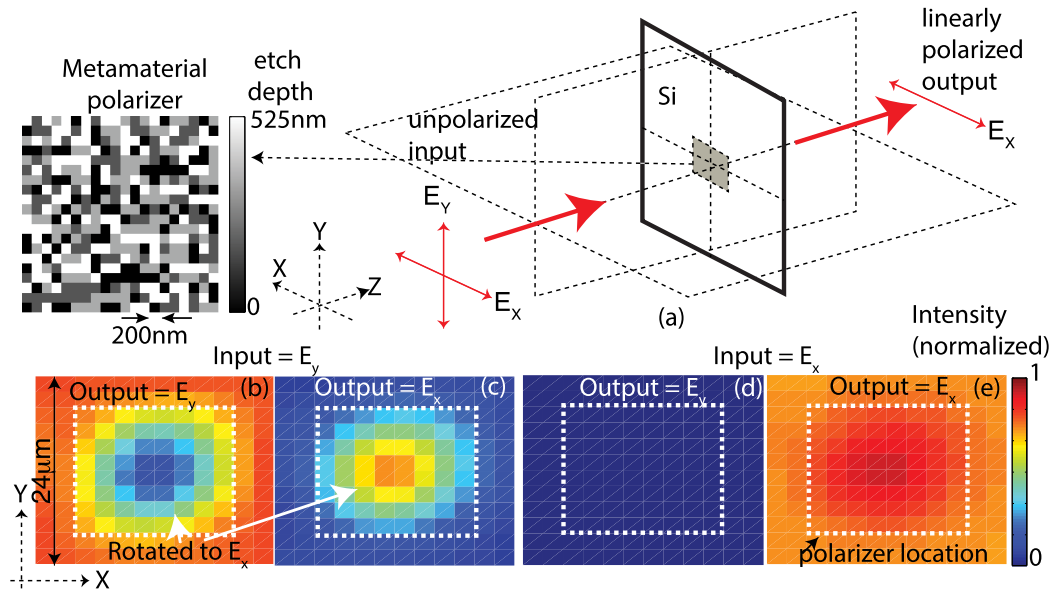 Metamaterial
polarizer
etch
depth
525nm
0
200nm
unpolarized
input
Si
linearly
polarized
output
E_X
E_Y
E_X
Y
X
Z
(a)
Input = E_y
Input = E_x
Intensity
(normalized)
Output = E_y
(b)
Output = E_x
(c)
Output = E_y
(d)
Output = E_x
(e)
1
0
24μm
Rotated to E_x
polarizer location
Y
X